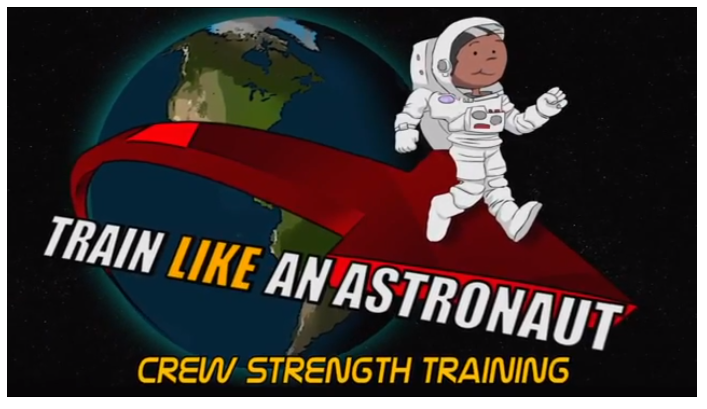 TRAIN LIKE AN ASTRONAUT
CREW STRENGTH TRAINING